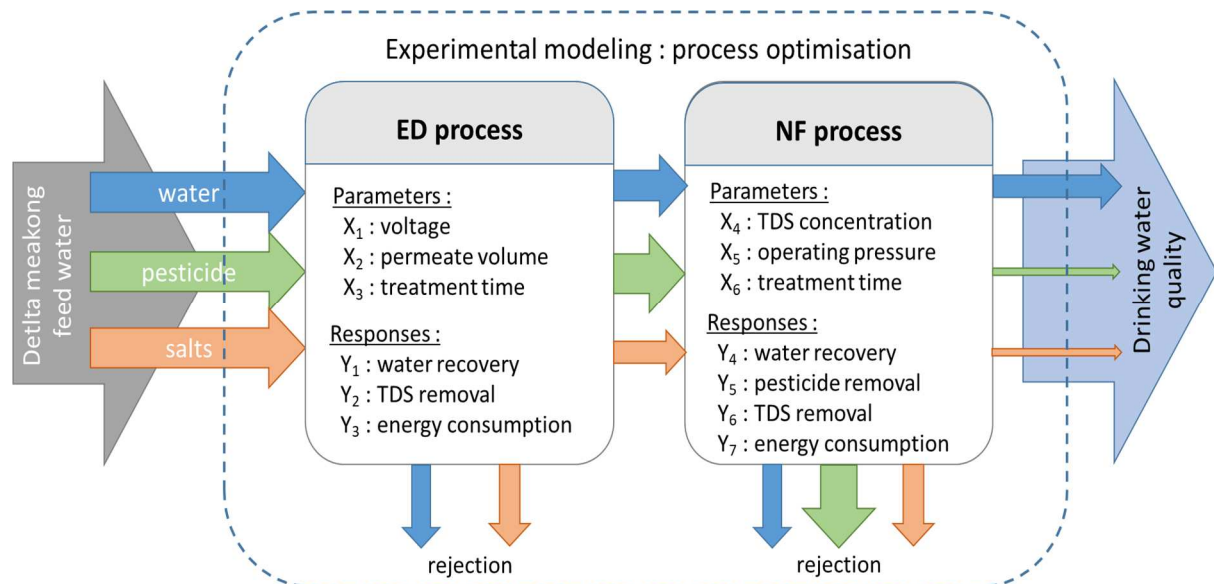 Experimental modeling : process optimisation
Detlta meakong
feed water
water
pesticide
salts
ED process
Parameters :
X₁ : voltage
X₂ : permeate volume
X₃ : treatment time
Responses :
Y₁ : water recovery
Y₂ : TDS removal
Y₃ : energy consumption
rejection
NF process
Parameters :
X₄ : TDS concentration
X₅ : operating pressure
X₆ : treatment time
Responses :
Y₄ : water recovery
Y₅ : pesticide removal
Y₆ : TDS removal
Y₇ : energy consumption
rejection
Drinking water
quality